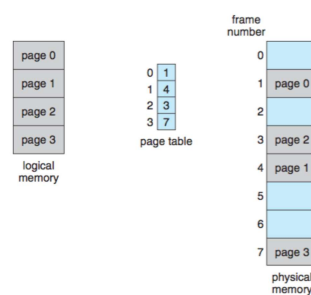 page 0
page 1
page 2
page 3
logical
memory
0 1
1 4
2 3
3 7
page table
frame
number
0
1 page 0
2
3 page 2
4 page 1
5
6
7 page 3
physical
memory